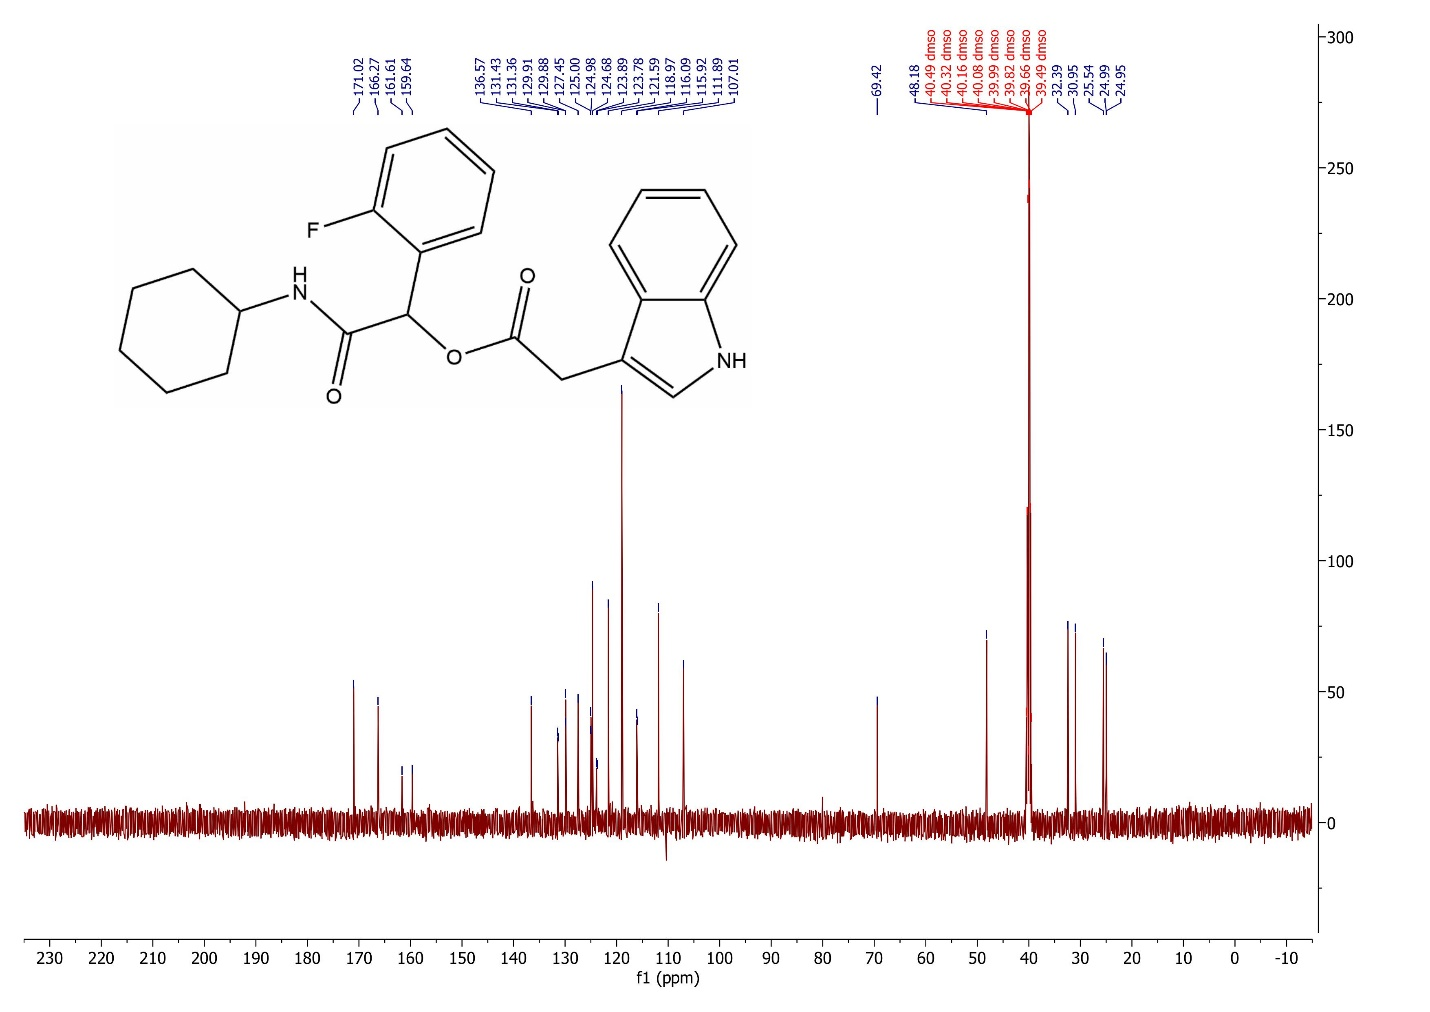 171.02
166.27
161.61
159.64
136.57
131.43
131.36
129.91
129.88
127.45
125.00
124.98
124.68
123.89
123.78
121.59
118.97
116.09
115.92
111.89
107.01
69.42
48.18
40.49 dmso
40.32 dmso
40.16 dmso
40.08 dmso
39.99 dmso
39.82 dmso
39.66 dmso
39.49 dmso
32.39
30.95
25.54
24.99
24.95
F
H
N
O
O
O
NH
300
250
200
150
100
50
0
230 220 210 200 190 180 170 160 150 140 130 120 110 100 90 80 70 60 50 40 30 20 10 0 -10
f1 (ppm)